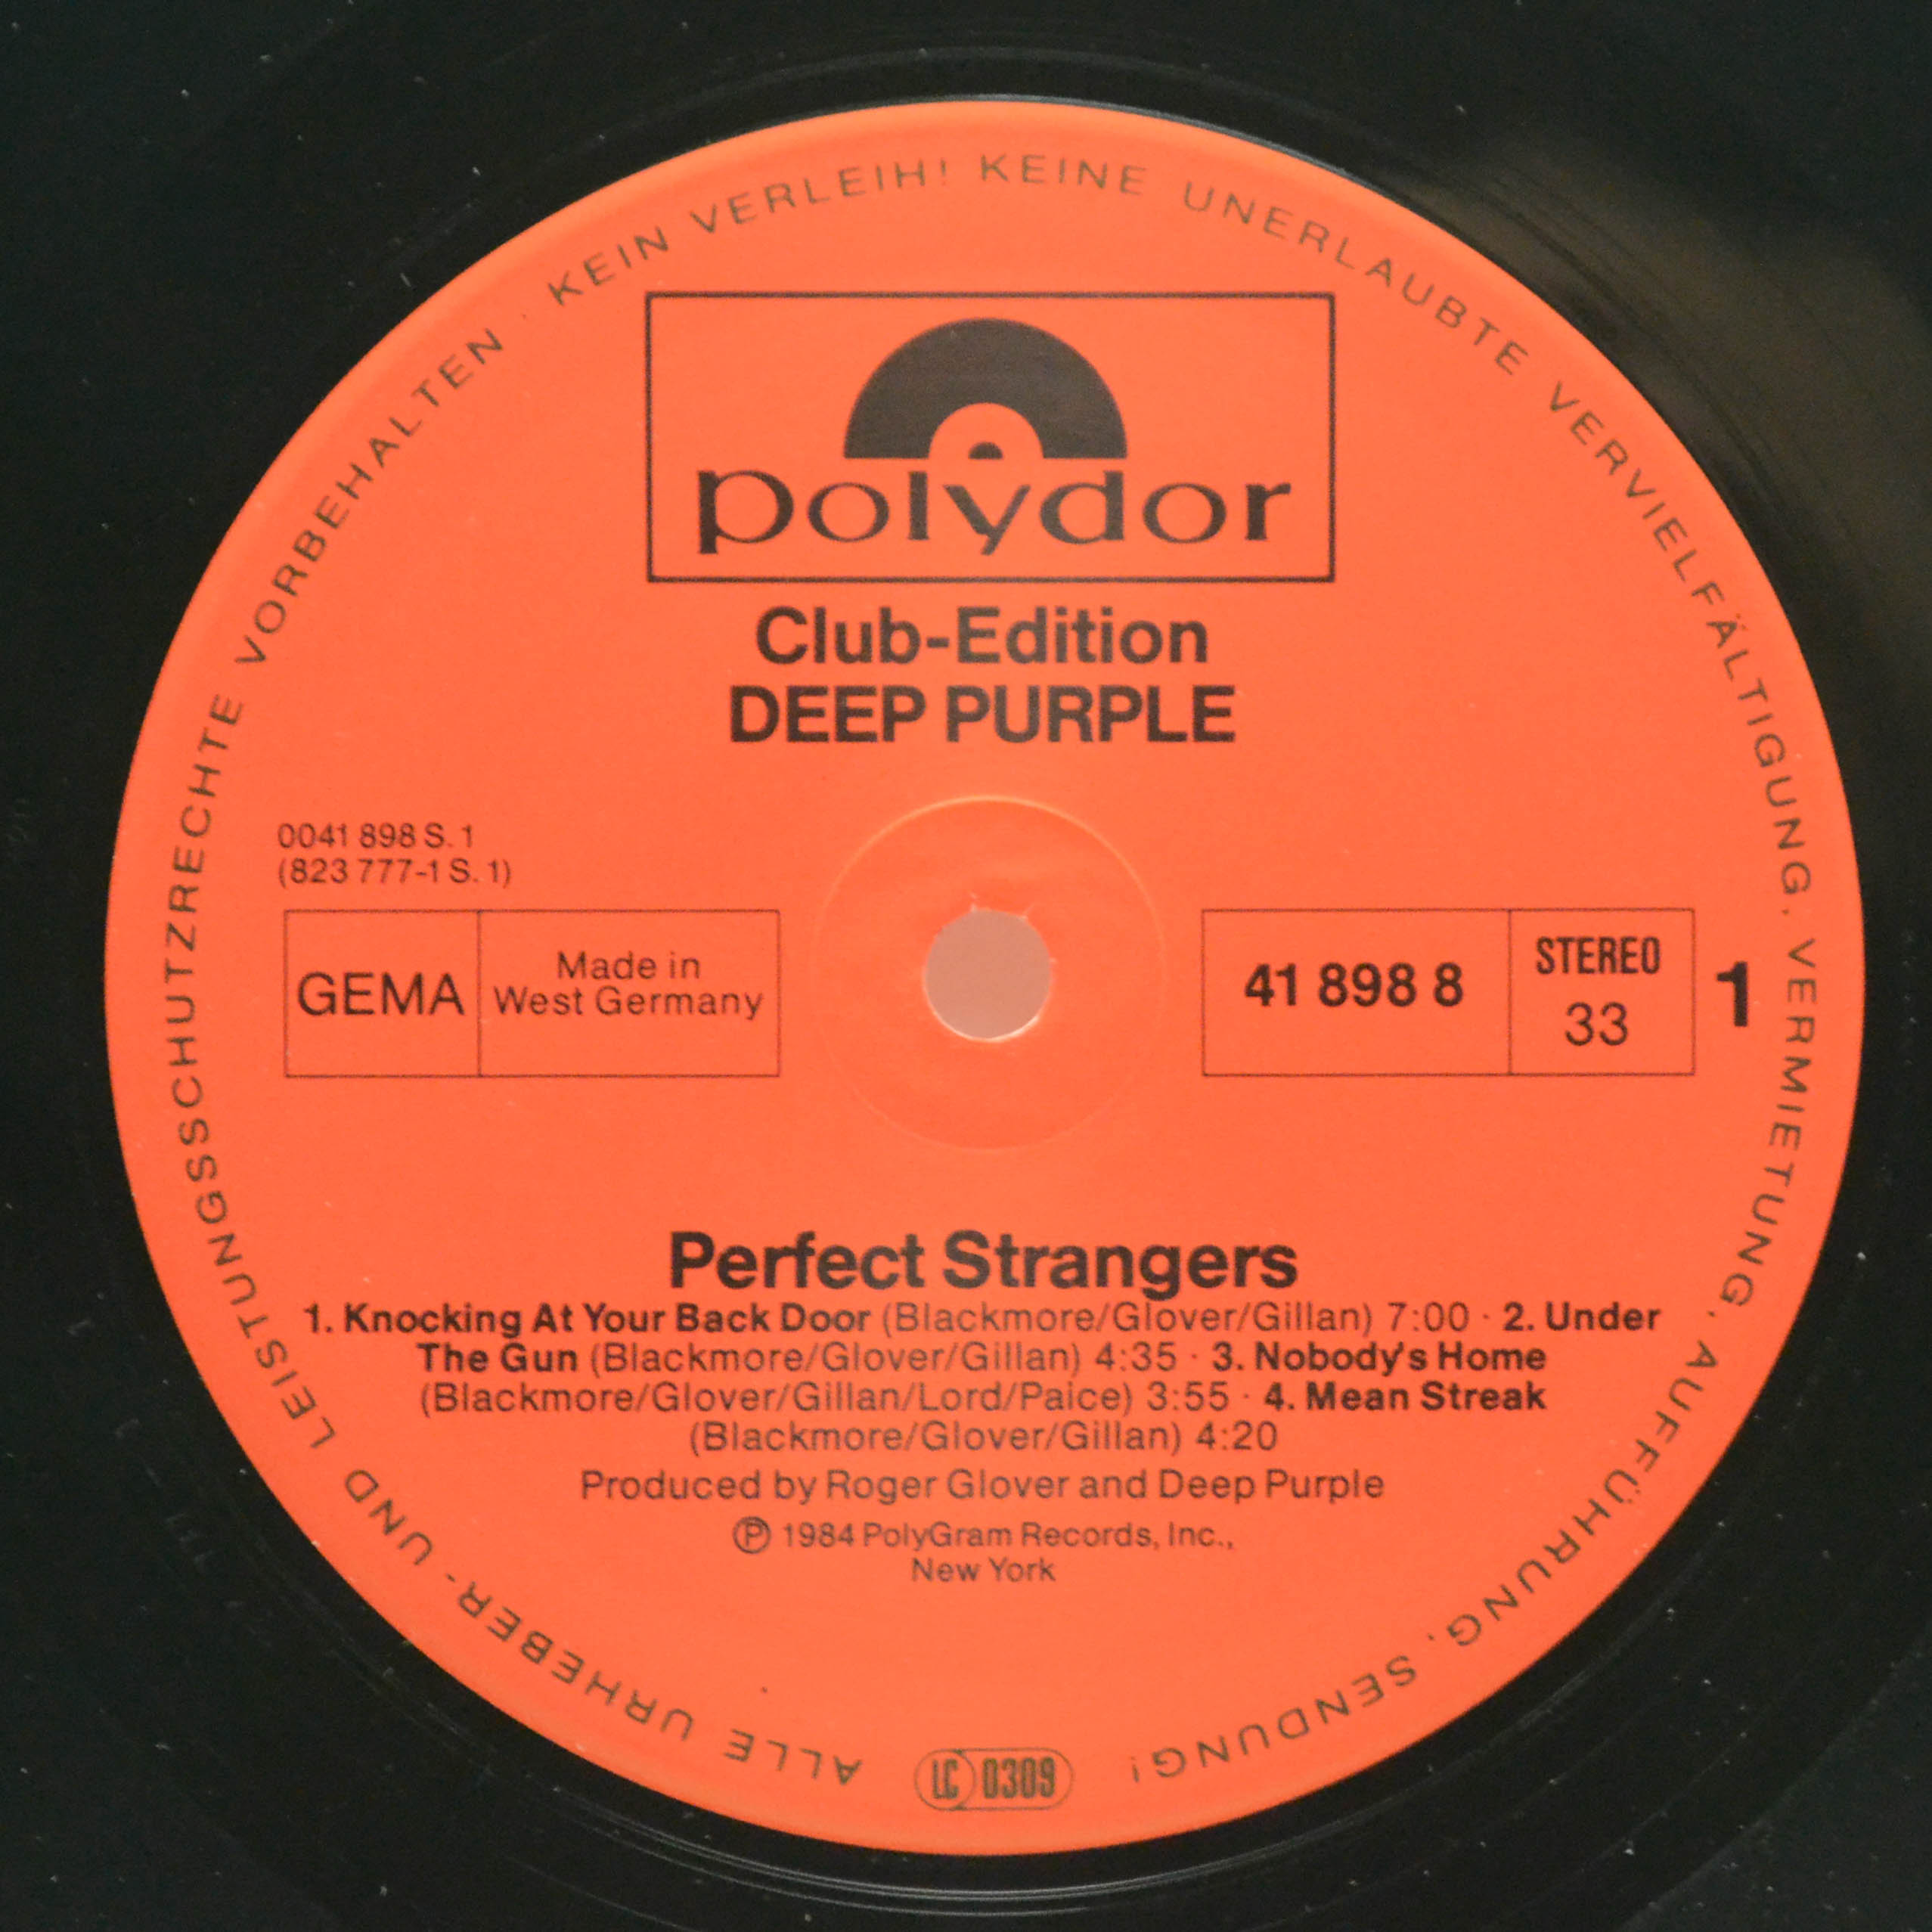 ALLE URHEBER- UND LEISTUNGSSCHUTZRECHTE VORBEHALTEN · KEIN VERLEIH! KEINE UNERLAUBTE VERVIELFÄLTIGUNG, VERMIETUNG, AUFFÜHRUNG, SENDUNG!
polydor
Club-Edition
DEEP PURPLE
0041 898 S. 1
(823 777-1 S. 1)
GEMA
Made in
West Germany
41 898 8
STEREO
33
1
Perfect Strangers
1. Knocking At Your Back Door (Blackmore/Glover/Gillan) 7:00 · 2. Under
The Gun (Blackmore/Glover/Gillan) 4:35 · 3. Nobody's Home
(Blackmore/Glover/Gillan/Lord/Paice) 3:55 · 4. Mean Streak
(Blackmore/Glover/Gillan) 4:20
Produced by Roger Glover and Deep Purple
℗ 1984 PolyGram Records, Inc.,
New York
LC 0309